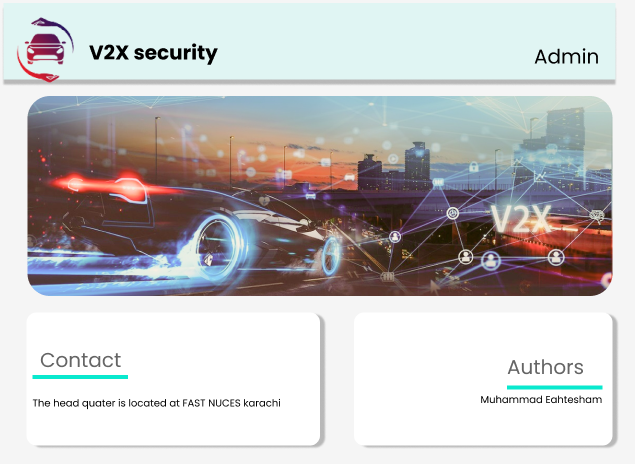 V2X security
Admin
V2X
Contact
The head quater is located at FAST NUCES karachi
Authors
Muhammad Eahtesham